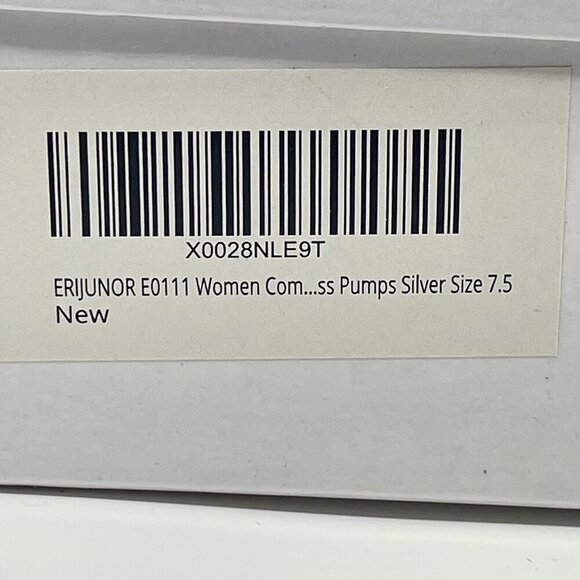 X0028NLE9T
ERIJUNOR E0111 Women Com...ss Pumps Silver Size 7.5
New